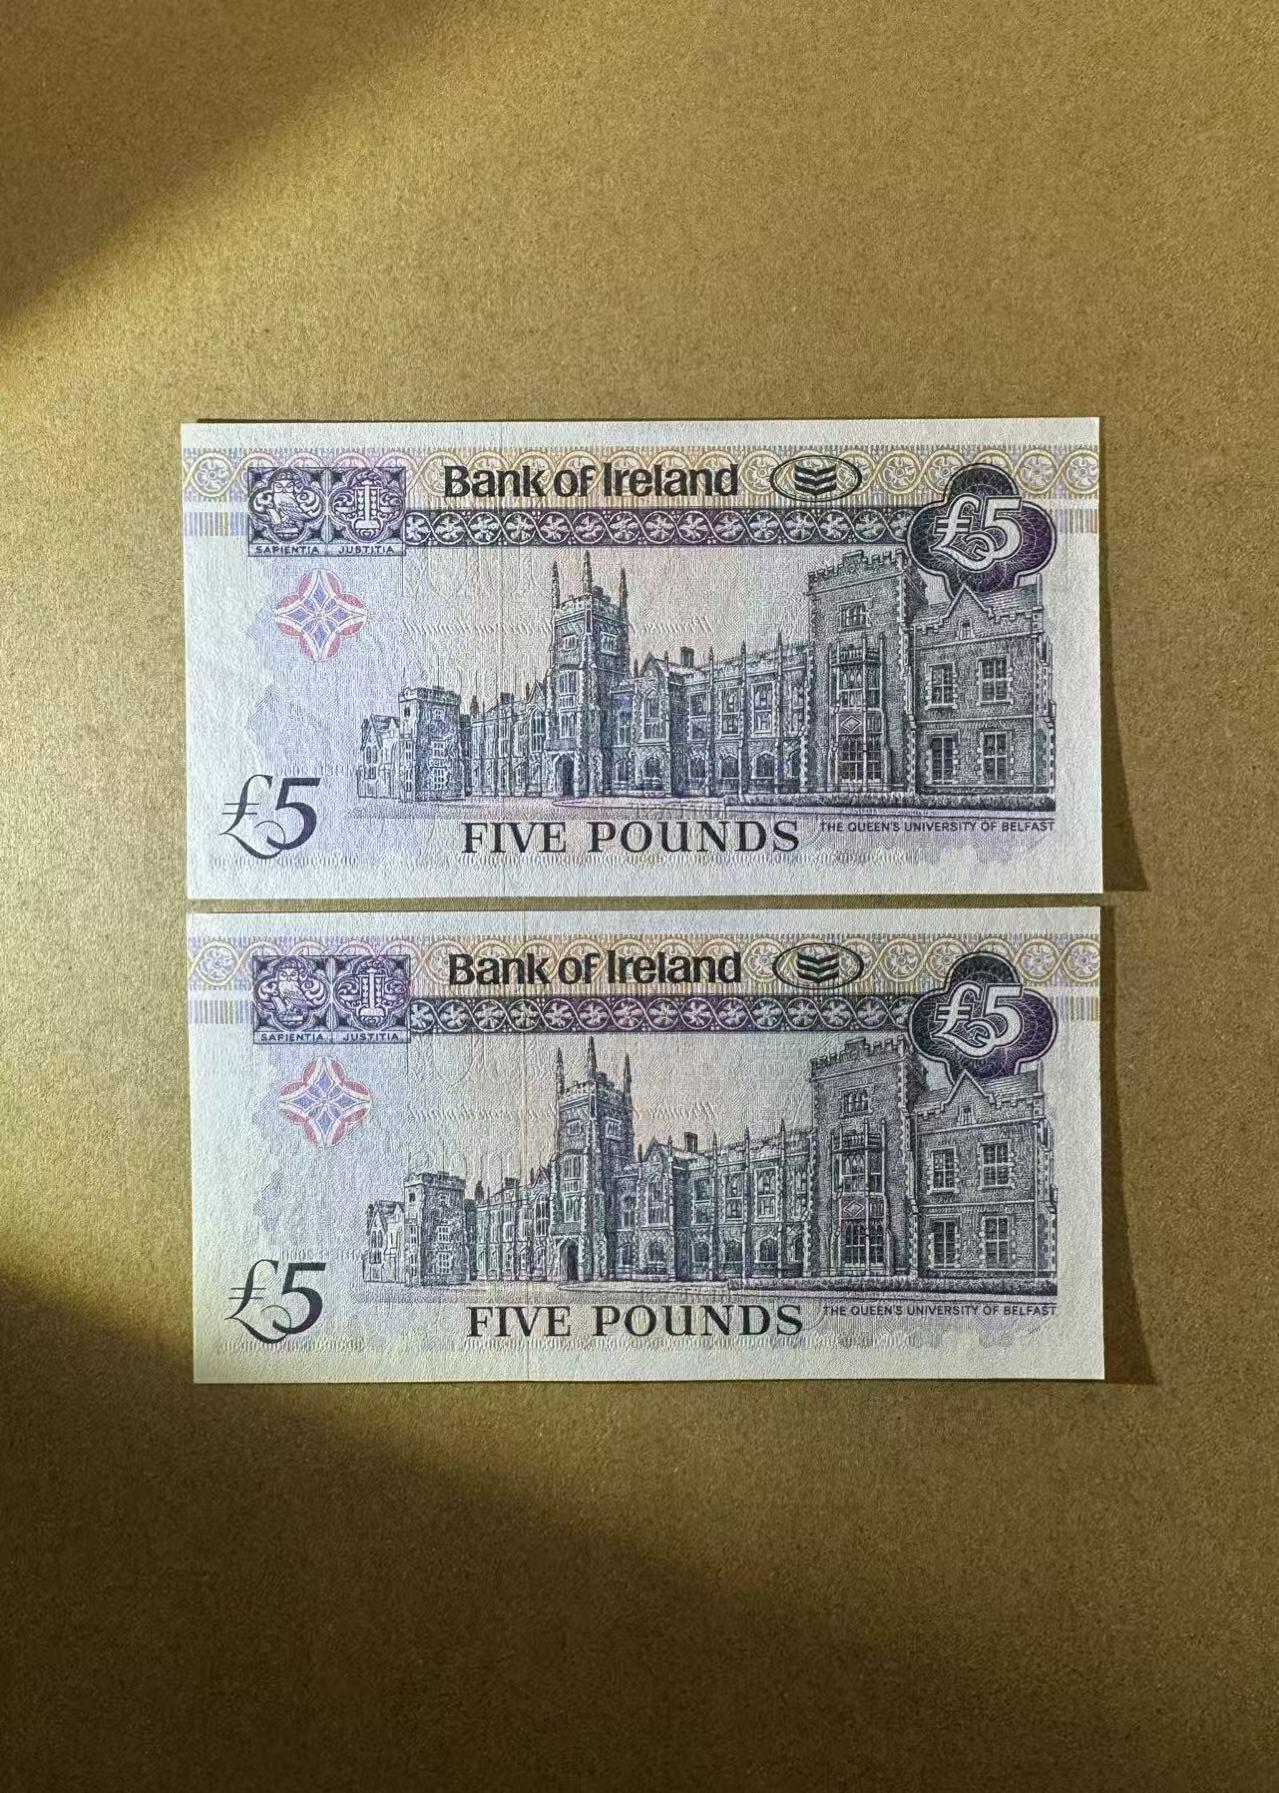 Bank of Ireland
£5
SAPIENTIA JUSTITIA
£5
FIVE POUNDS
THE QUEEN'S UNIVERSITY OF BELFAST
Bank of Ireland
£5
SAPIENTIA JUSTITIA
£5
FIVE POUNDS
THE QUEEN'S UNIVERSITY OF BELFAST